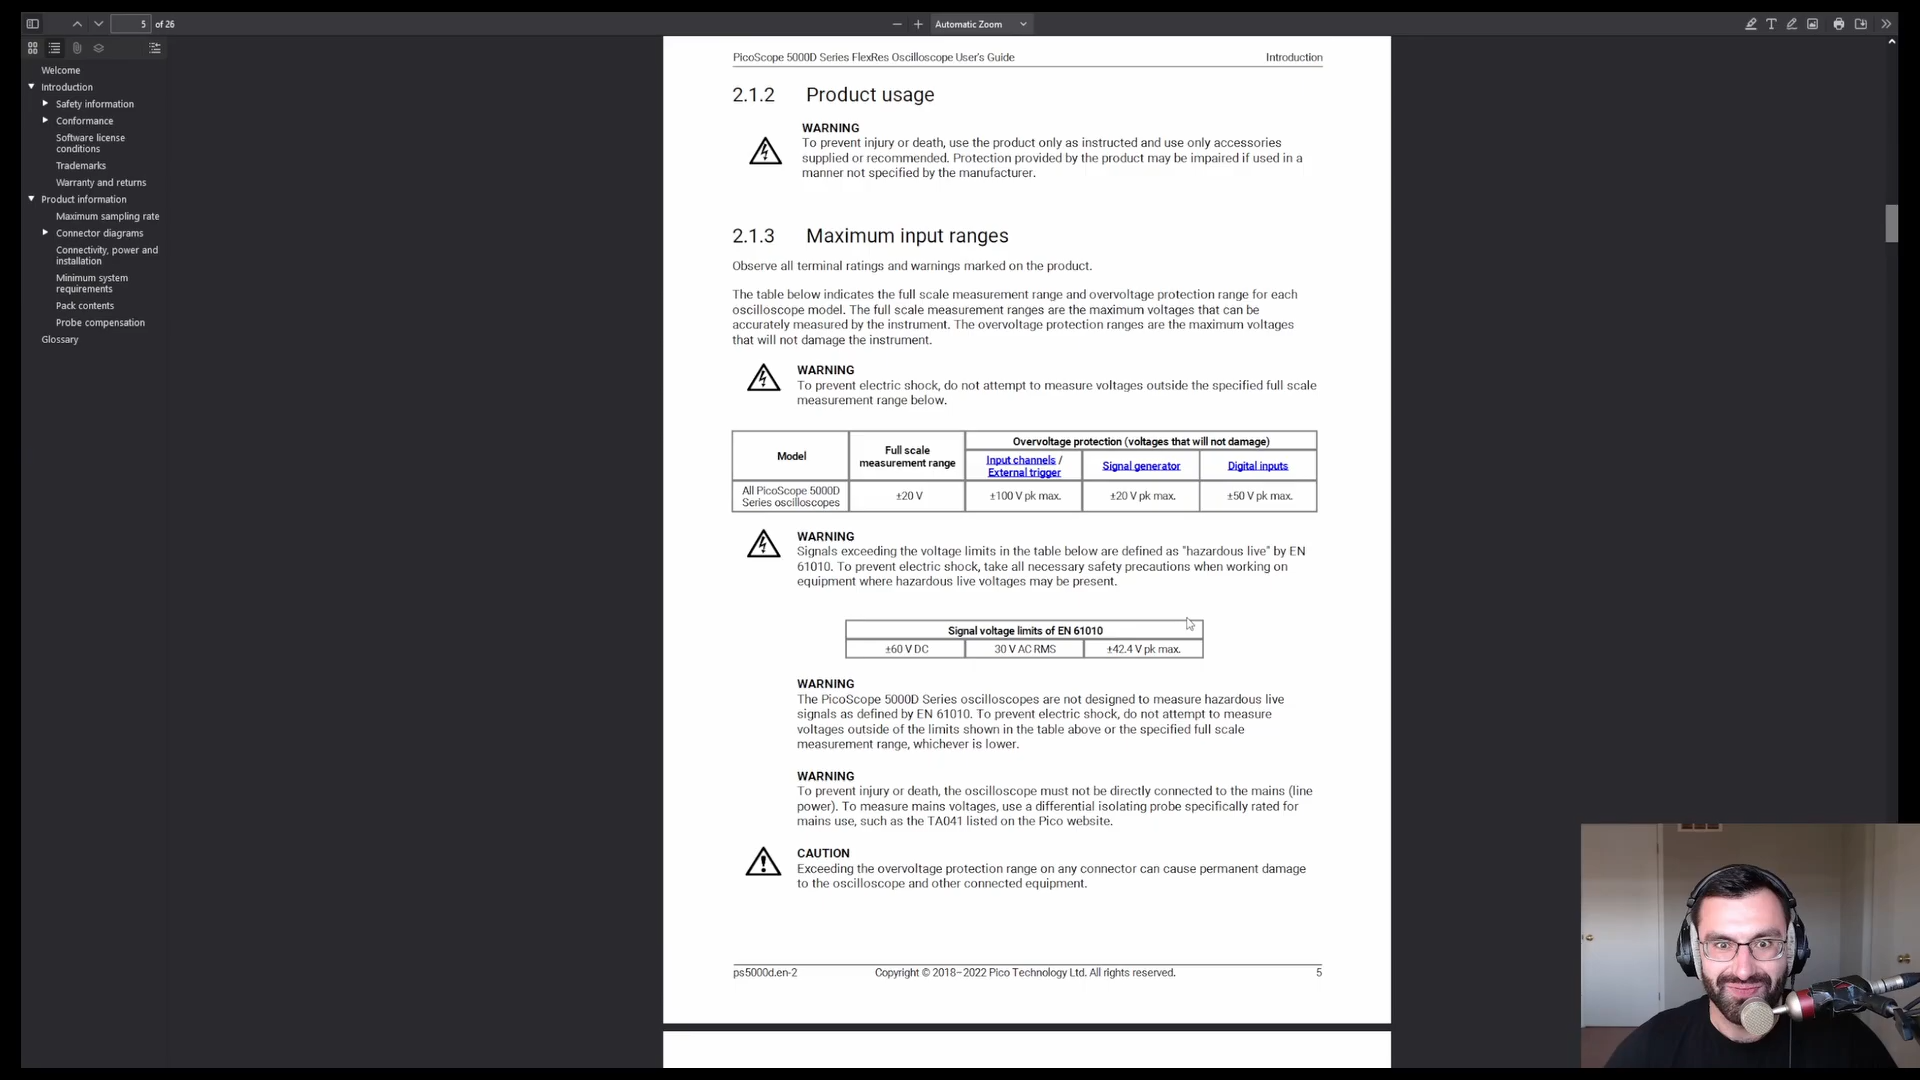 5 of 26
Automatic Zoom
Welcome
Introduction
Safety information
Conformance
Software license
conditions
Trademarks
Warranty and returns
Product information
Maximum sampling rate
Connector diagrams
Connectivity, power and
installation
Minimum system
requirements
Pack contents
Probe compensation
Glossary
PicoScope 5000D Series FlexRes Oscilloscope User's Guide Introduction
2.1.2 Product usage
WARNING
To prevent injury or death, use the product only as instructed and use only accessories
supplied or recommended. Protection provided by the product may be impaired if used in a
manner not specified by the manufacturer.
2.1.3 Maximum input ranges
Observe all terminal ratings and warnings marked on the product.
The table below indicates the full scale measurement range and overvoltage protection range for each
oscilloscope model. The full scale measurement ranges are the maximum voltages that can be
accurately measured by the instrument. The overvoltage protection ranges are the maximum voltages
that will not damage the instrument.
WARNING
To prevent electric shock, do not attempt to measure voltages outside the specified full scale
measurement range below.
Model
Full scale
measurement range
Overvoltage protection (voltages that will not damage)
Input channels /
External trigger
Signal generator
Digital inputs
All PicoScope 5000D
Series oscilloscopes
±20 V
±100 V pk max.
±20 V pk max.
±50 V pk max.
WARNING
Signals exceeding the voltage limits in the table below are defined as "hazardous live" by EN
61010. To prevent electric shock, take all necessary safety precautions when working on
equipment where hazardous live voltages may be present.
Signal voltage limits of EN 61010
±60 V DC
30 V AC RMS
±42.4 V pk max.
WARNING
The PicoScope 5000D Series oscilloscopes are not designed to measure hazardous live
signals as defined by EN 61010. To prevent electric shock, do not attempt to measure
voltages outside of the limits shown in the table above or the specified full scale
measurement range, whichever is lower.
WARNING
To prevent injury or death, the oscilloscope must not be directly connected to the mains (line
power). To measure mains voltages, use a differential isolating probe specifically rated for
mains use, such as the TA041 listed on the Pico website.
CAUTION
Exceeding the overvoltage protection range on any connector can cause permanent damage
to the oscilloscope and other connected equipment.
ps5000d.en-2 Copyright © 2018–2022 Pico Technology Ltd. All rights reserved. 5